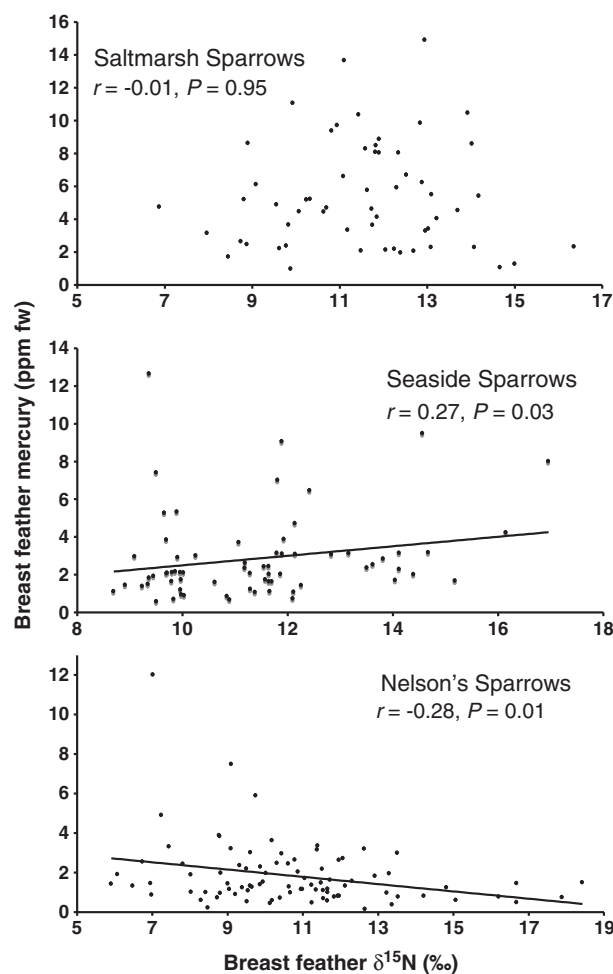 16
14
12
10
8
6
4
2
0
Saltmarsh Sparrows
r = -0.01, P = 0.95
5 7 9 11 13 15 17
14
12
10
8
6
4
2
0
Seaside Sparrows
r = 0.27, P = 0.03
8 10 12 14 16 18
Breast feather mercury (ppm fw)
12
10
8
6
4
2
0
Nelson's Sparrows
r = -0.28, P = 0.01
5 7 9 11 13 15 17 19
Breast feather δ¹⁵N (‰)